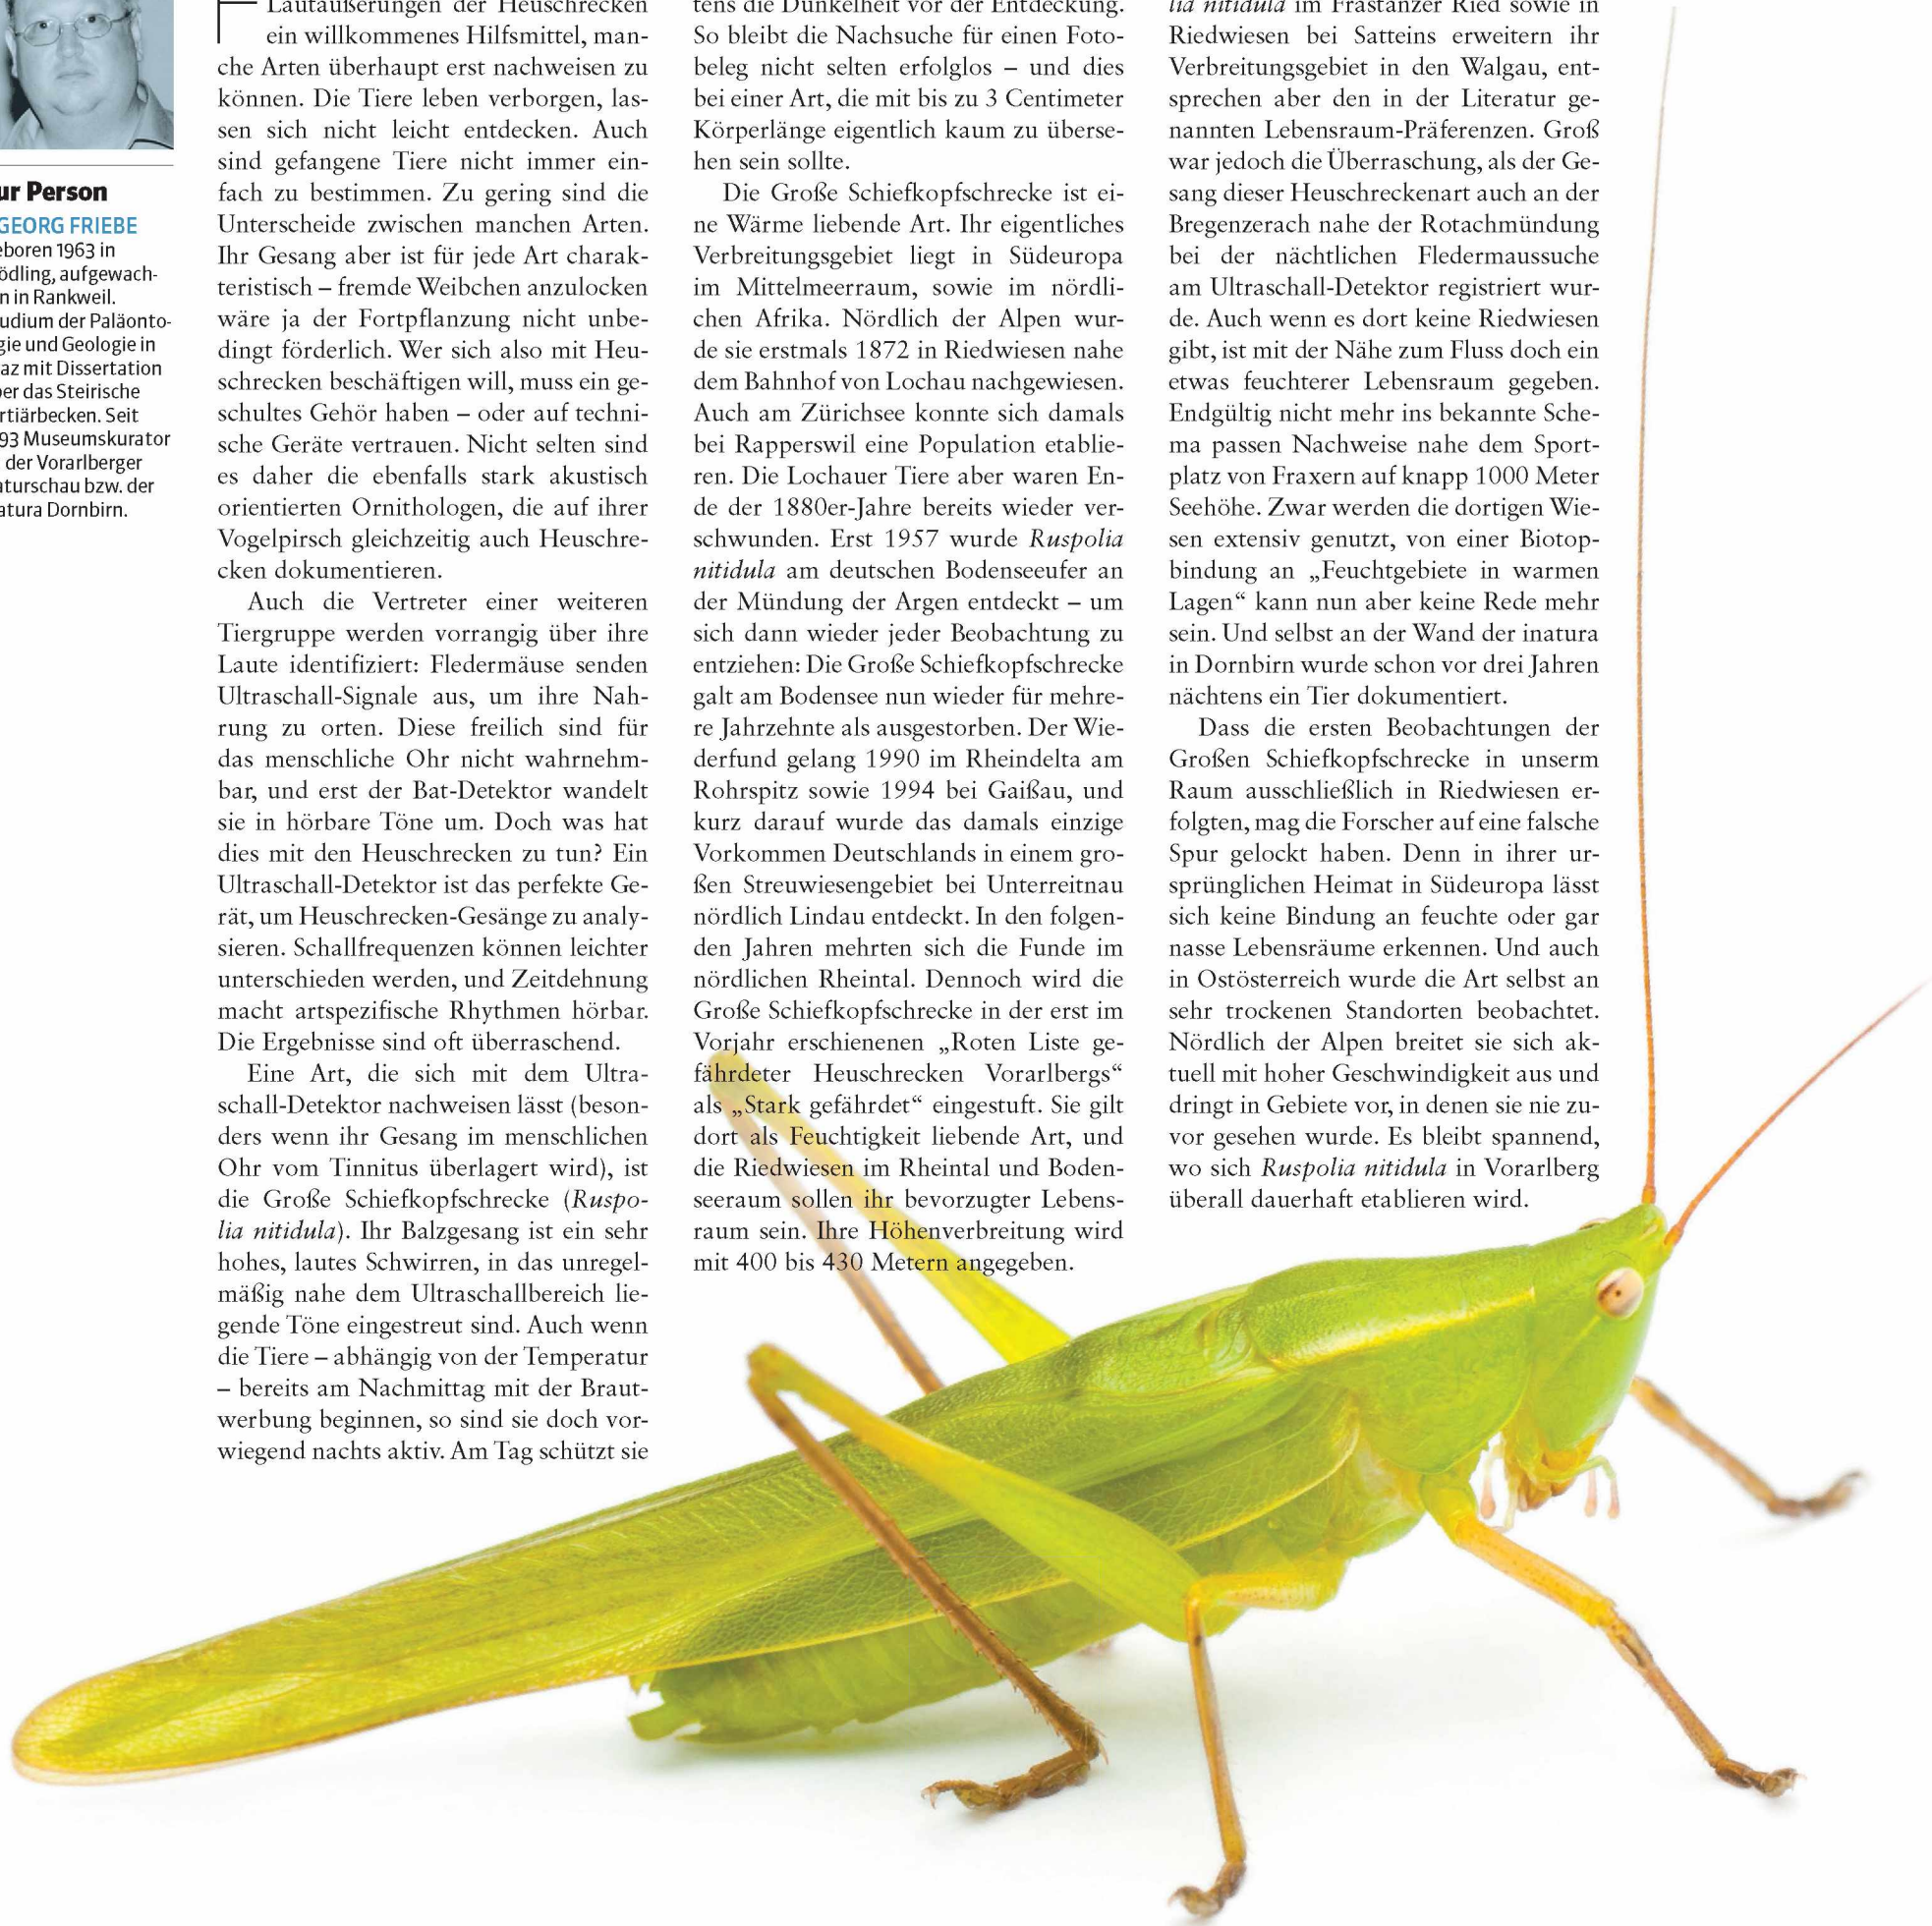 ur Person
GEORG FRIEBE
eboren 1963 in
ödling, aufgewach-
n in Rankweil.
udium der Paläonto-
gie und Geologie in
az mit Dissertation
er das Steirische
rtiärbecken. Seit
93 Museumskurator
der Vorarlberger
aturschau bzw. der
atura Dornbirn.
F
Lautäußerungen der Heuschrecken
ein willkommenes Hilfsmittel, man-
che Arten überhaupt erst nachweisen zu
können. Die Tiere leben verborgen, las-
sen sich nicht leicht entdecken. Auch
sind gefangene Tiere nicht immer ein-
fach zu bestimmen. Zu gering sind die
Unterscheide zwischen manchen Arten.
Ihr Gesang aber ist für jede Art charak-
teristisch – fremde Weibchen anzulocken
wäre ja der Fortpflanzung nicht unbe-
dingt förderlich. Wer sich also mit Heu-
schrecken beschäftigen will, muss ein ge-
schultes Gehör haben – oder auf techni-
sche Geräte vertrauen. Nicht selten sind
es daher die ebenfalls stark akustisch
orientierten Ornithologen, die auf ihrer
Vogelpirsch gleichzeitig auch Heuschre-
cken dokumentieren.
Auch die Vertreter einer weiteren
Tiergruppe werden vorrangig über ihre
Laute identifiziert: Fledermäuse senden
Ultraschall-Signale aus, um ihre Nah-
rung zu orten. Diese freilich sind für
das menschliche Ohr nicht wahrnehm-
bar, und erst der Bat-Detektor wandelt
sie in hörbare Töne um. Doch was hat
dies mit den Heuschrecken zu tun? Ein
Ultraschall-Detektor ist das perfekte Ge-
rät, um Heuschrecken-Gesänge zu analy-
sieren. Schallfrequenzen können leichter
unterschieden werden, und Zeitdehnung
macht artspezifische Rhythmen hörbar.
Die Ergebnisse sind oft überraschend.
Eine Art, die sich mit dem Ultra-
schall-Detektor nachweisen lässt (beson-
ders wenn ihr Gesang im menschlichen
Ohr vom Tinnitus überlagert wird), ist
die Große Schiefkopfschrecke (Ruspo-
lia nitidula). Ihr Balzgesang ist ein sehr
hohes, lautes Schwirren, in das unregel-
mäßig nahe dem Ultraschallbereich lie-
gende Töne eingestreut sind. Auch wenn
die Tiere – abhängig von der Temperatur
– bereits am Nachmittag mit der Braut-
werbung beginnen, so sind sie doch vor-
wiegend nachts aktiv. Am Tag schützt sie
tens die Dunkelheit vor der Entdeckung.
So bleibt die Nachsuche für einen Foto-
beleg nicht selten erfolglos – und dies
bei einer Art, die mit bis zu 3 Centimeter
Körperlänge eigentlich kaum zu überse-
hen sein sollte.
Die Große Schiefkopfschrecke ist ei-
ne Wärme liebende Art. Ihr eigentliches
Verbreitungsgebiet liegt in Südeuropa
im Mittelmeerraum, sowie im nördli-
chen Afrika. Nördlich der Alpen wur-
de sie erstmals 1872 in Riedwiesen nahe
dem Bahnhof von Lochau nachgewiesen.
Auch am Zürichsee konnte sich damals
bei Rapperswil eine Population etablie-
ren. Die Lochauer Tiere aber waren En-
de der 1880er-Jahre bereits wieder ver-
schwunden. Erst 1957 wurde Ruspolia
nitidula am deutschen Bodenseeufer an
der Mündung der Argen entdeckt – um
sich dann wieder jeder Beobachtung zu
entziehen: Die Große Schiefkopfschrecke
galt am Bodensee nun wieder für mehre-
re Jahrzehnte als ausgestorben. Der Wie-
derfund gelang 1990 im Rheindelta am
Rohrspitz sowie 1994 bei Gaißau, und
kurz darauf wurde das damals einzige
Vorkommen Deutschlands in einem gro-
ßen Streuwiesengebiet bei Unterreitnau
nördlich Lindau entdeckt. In den folgen-
den Jahren mehrten sich die Funde im
nördlichen Rheintal. Dennoch wird die
Große Schiefkopfschrecke in der erst im
Vorjahr erschienenen „Roten Liste ge-
fährdeter Heuschrecken Vorarlbergs“
als „Stark gefährdet“ eingestuft. Sie gilt
dort als Feuchtigkeit liebende Art, und
die Riedwiesen im Rheintal und Boden-
seeraum sollen ihr bevorzugter Lebens-
raum sein. Ihre Höhenverbreitung wird
mit 400 bis 430 Metern angegeben.
lia nitidula im Frastanzer Ried sowie in
Riedwiesen bei Satteins erweitern ihr
Verbreitungsgebiet in den Walgau, ent-
sprechen aber den in der Literatur ge-
nannten Lebensraum-Präferenzen. Groß
war jedoch die Überraschung, als der Ge-
sang dieser Heuschreckenart auch an der
Bregenzerach nahe der Rotachmündung
bei der nächtlichen Fledermaussuche
am Ultraschall-Detektor registriert wur-
de. Auch wenn es dort keine Riedwiesen
gibt, ist mit der Nähe zum Fluss doch ein
etwas feuchterer Lebensraum gegeben.
Endgültig nicht mehr ins bekannte Sche-
ma passen Nachweise nahe dem Sport-
platz von Fraxern auf knapp 1000 Meter
Seehöhe. Zwar werden die dortigen Wie-
sen extensiv genutzt, von einer Biotop-
bindung an „Feuchtgebiete in warmen
Lagen“ kann nun aber keine Rede mehr
sein. Und selbst an der Wand der inatura
in Dornbirn wurde schon vor drei Jahren
nächtens ein Tier dokumentiert.
Dass die ersten Beobachtungen der
Großen Schiefkopfschrecke in unserm
Raum ausschließlich in Riedwiesen er-
folgten, mag die Forscher auf eine falsche
Spur gelockt haben. Denn in ihrer ur-
sprünglichen Heimat in Südeuropa lässt
sich keine Bindung an feuchte oder gar
nasse Lebensräume erkennen. Und auch
in Ostösterreich wurde die Art selbst an
sehr trockenen Standorten beobachtet.
Nördlich der Alpen breitet sie sich ak-
tuell mit hoher Geschwindigkeit aus und
dringt in Gebiete vor, in denen sie nie zu-
vor gesehen wurde. Es bleibt spannend,
wo sich Ruspolia nitidula in Vorarlberg
überall dauerhaft etablieren wird.